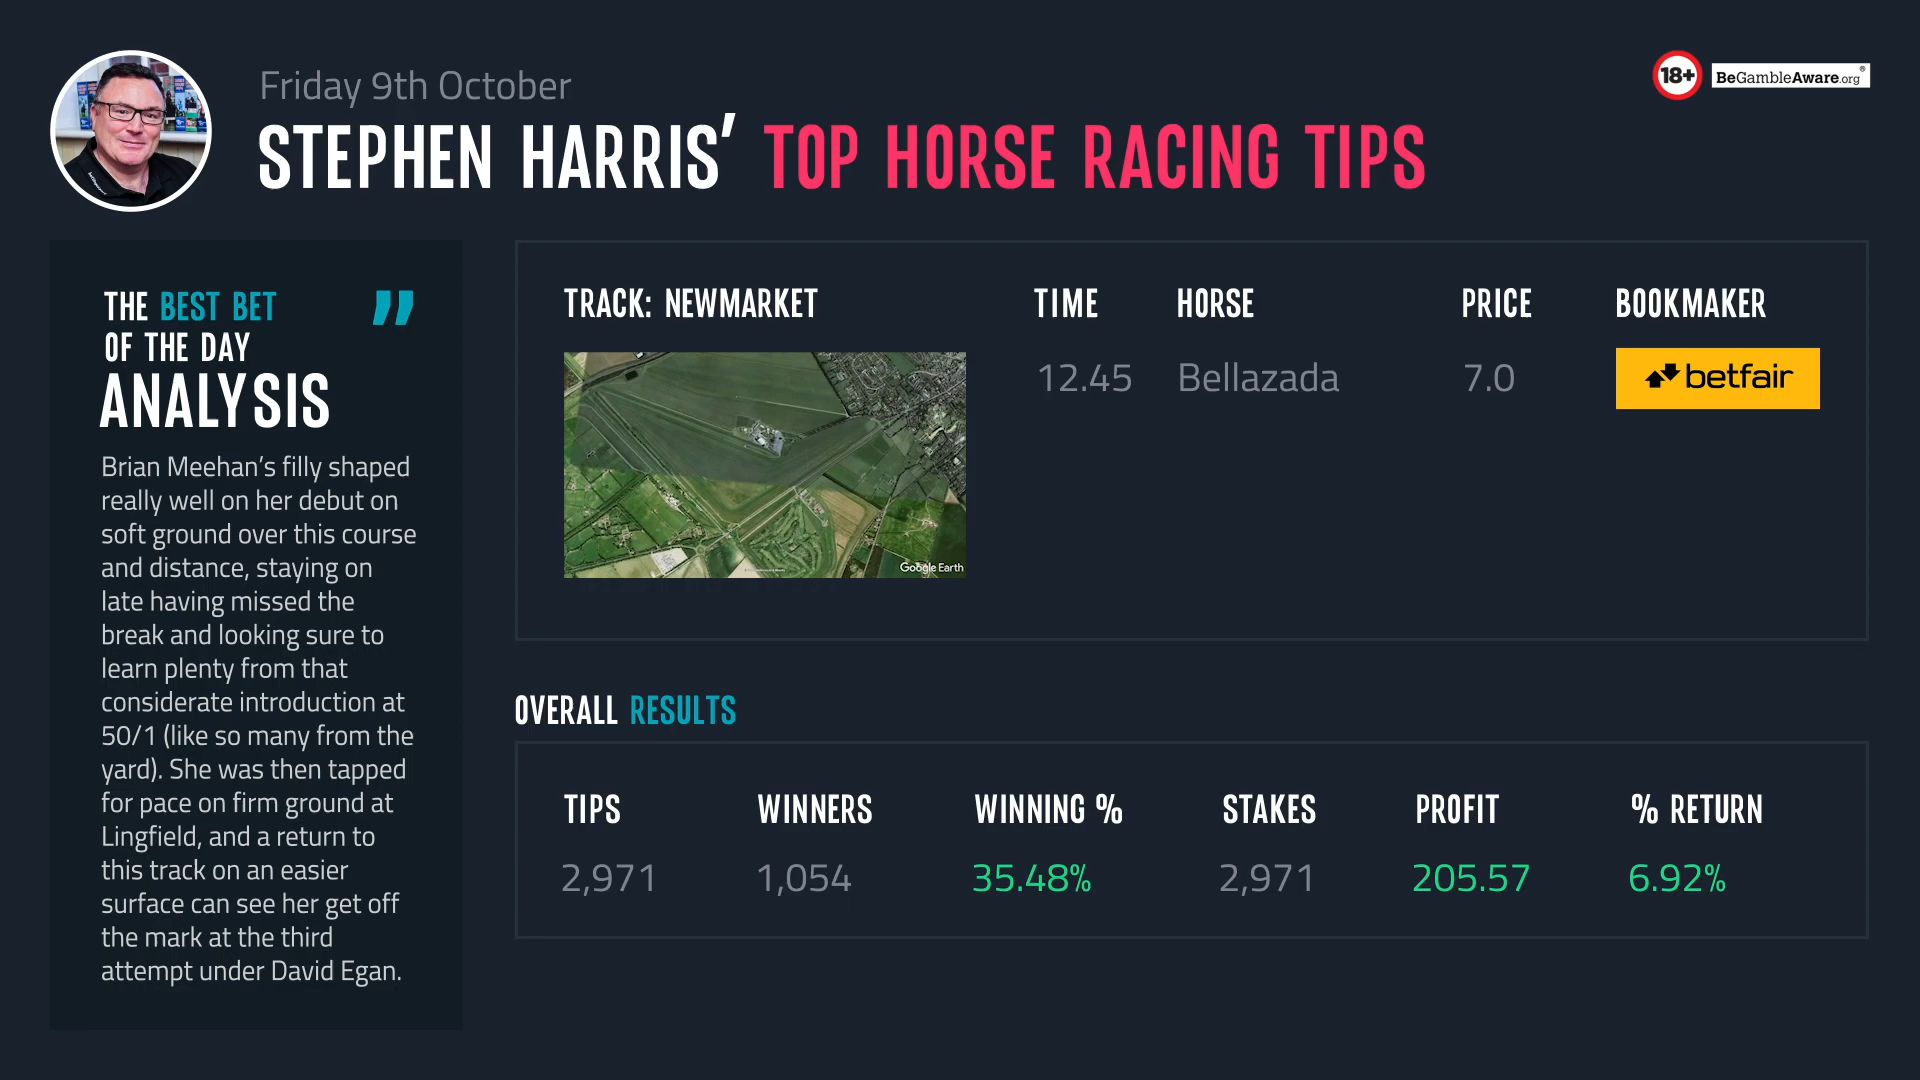 Friday 9th October
STEPHEN HARRIS’ TOP HORSE RACING TIPS
18+ BeGambleAware.org®
THE BEST BET
OF THE DAY
ANALYSIS
Brian Meehan’s filly shaped
really well on her debut on
soft ground over this course
and distance, staying on
late having missed the
break and looking sure to
learn plenty from that
considerate introduction at
50/1 (like so many from the
yard). She was then tapped
for pace on firm ground at
Lingfield, and a return to
this track on an easier
surface can see her get off
the mark at the third
attempt under David Egan.
TRACK: NEWMARKET TIME HORSE PRICE BOOKMAKER
12.45 Bellazada 7.0 betfair
Google Earth
OVERALL RESULTS
TIPS WINNERS WINNING % STAKES PROFIT % RETURN
2,971 1,054 35.48% 2,971 205.57 6.92%